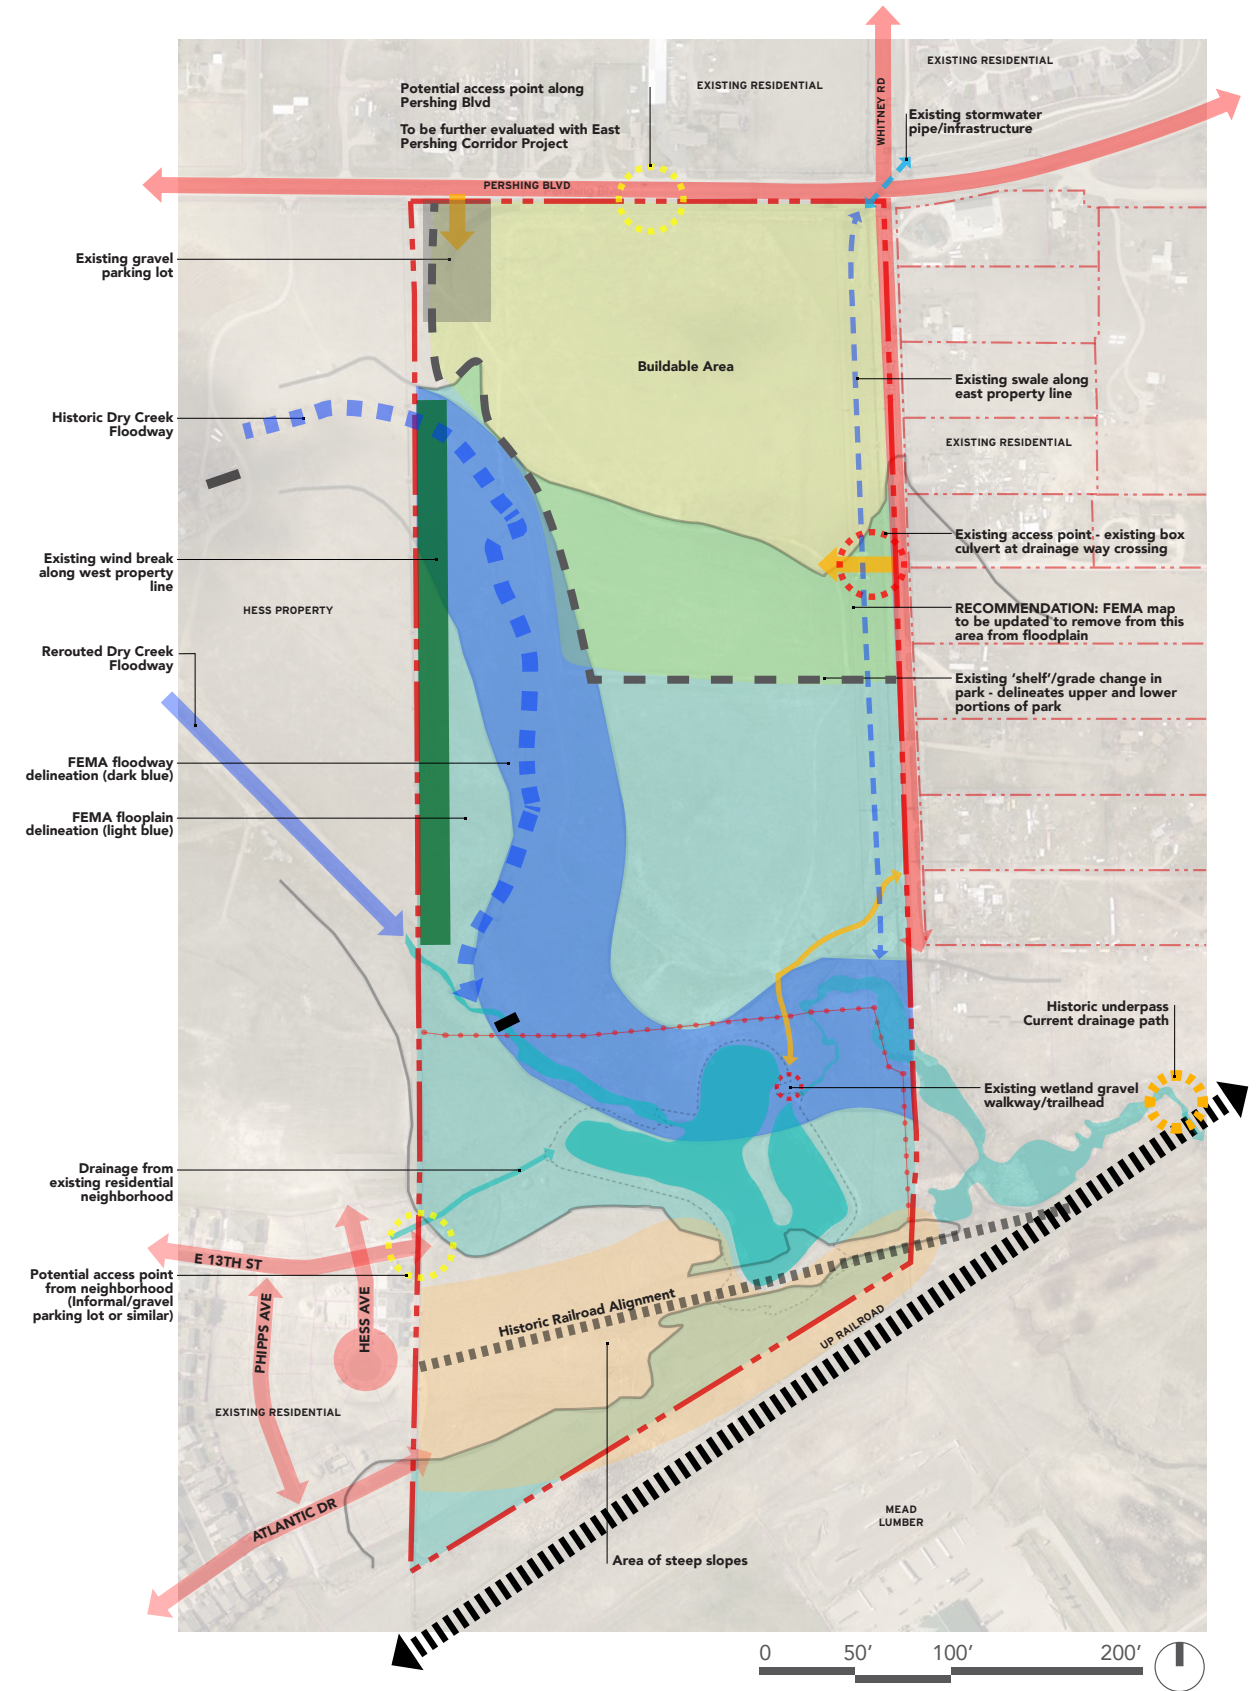 EXISTING RESIDENTIAL
EXISTING RESIDENTIAL
Potential access point along
Pershing Blvd
To be further evaluated with East
Pershing Corridor Project
WHITNEY RD
Existing stormwater
pipe/infrastructure
PERSHING BLVD
Existing gravel
parking lot
Buildable Area
Existing swale along
east property line
Historic Dry Creek
Floodway
EXISTING RESIDENTIAL
Existing access point - existing box
culvert at drainage way crossing
Existing wind break
along west property
line
HESS PROPERTY
RECOMMENDATION: FEMA map
to be updated to remove from this
area from floodplain
Rerouted Dry Creek
Floodway
Existing ‘shelf’/grade change in
park - delineates upper and lower
portions of park
FEMA floodway
delineation (dark blue)
FEMA flooplain
delineation (light blue)
Historic underpass
Current drainage path
Existing wetland gravel
walkway/trailhead
Drainage from
existing residential
neighborhood
E 13TH ST
Potential access point
from neighborhood
(Informal/gravel
parking lot or similar)
PHIPPS AVE
HESS AVE
Historic Railroad Alignment
UP RAILROAD
EXISTING RESIDENTIAL
ATLANTIC DR
MEAD
LUMBER
Area of steep slopes
0 50’ 100’ 200’